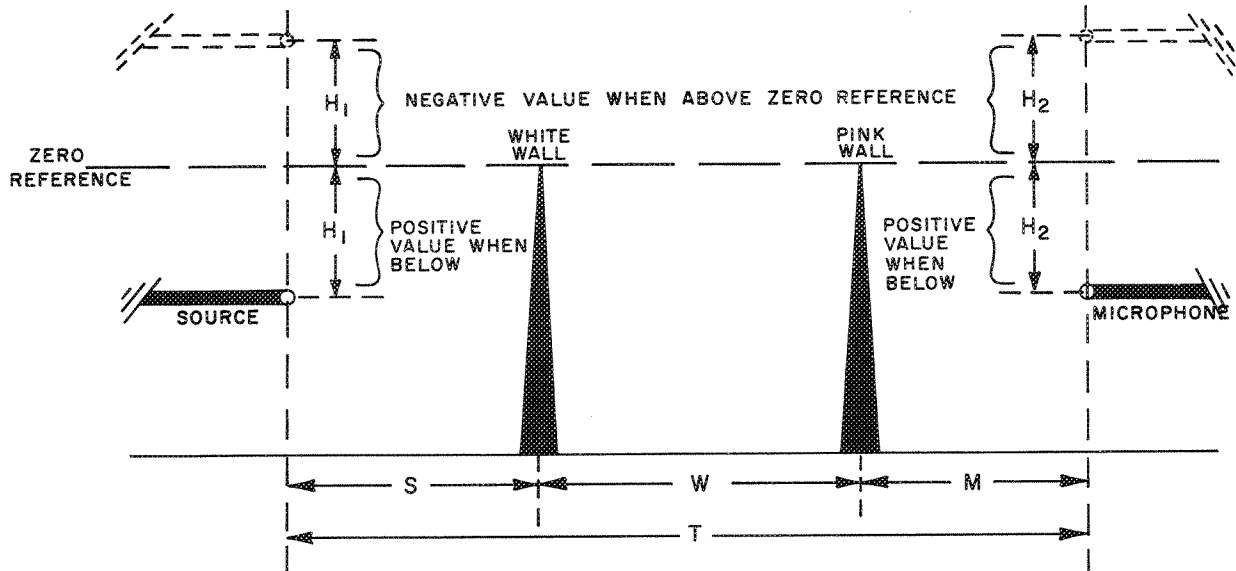 H1
NEGATIVE VALUE WHEN ABOVE ZERO REFERENCE
H2
WHITE
WALL
PINK
WALL
ZERO
REFERENCE
H1
POSITIVE
VALUE WHEN
BELOW
POSITIVE
VALUE
WHEN
BELOW
H2
SOURCE
MICROPHONE
S
W
M
T